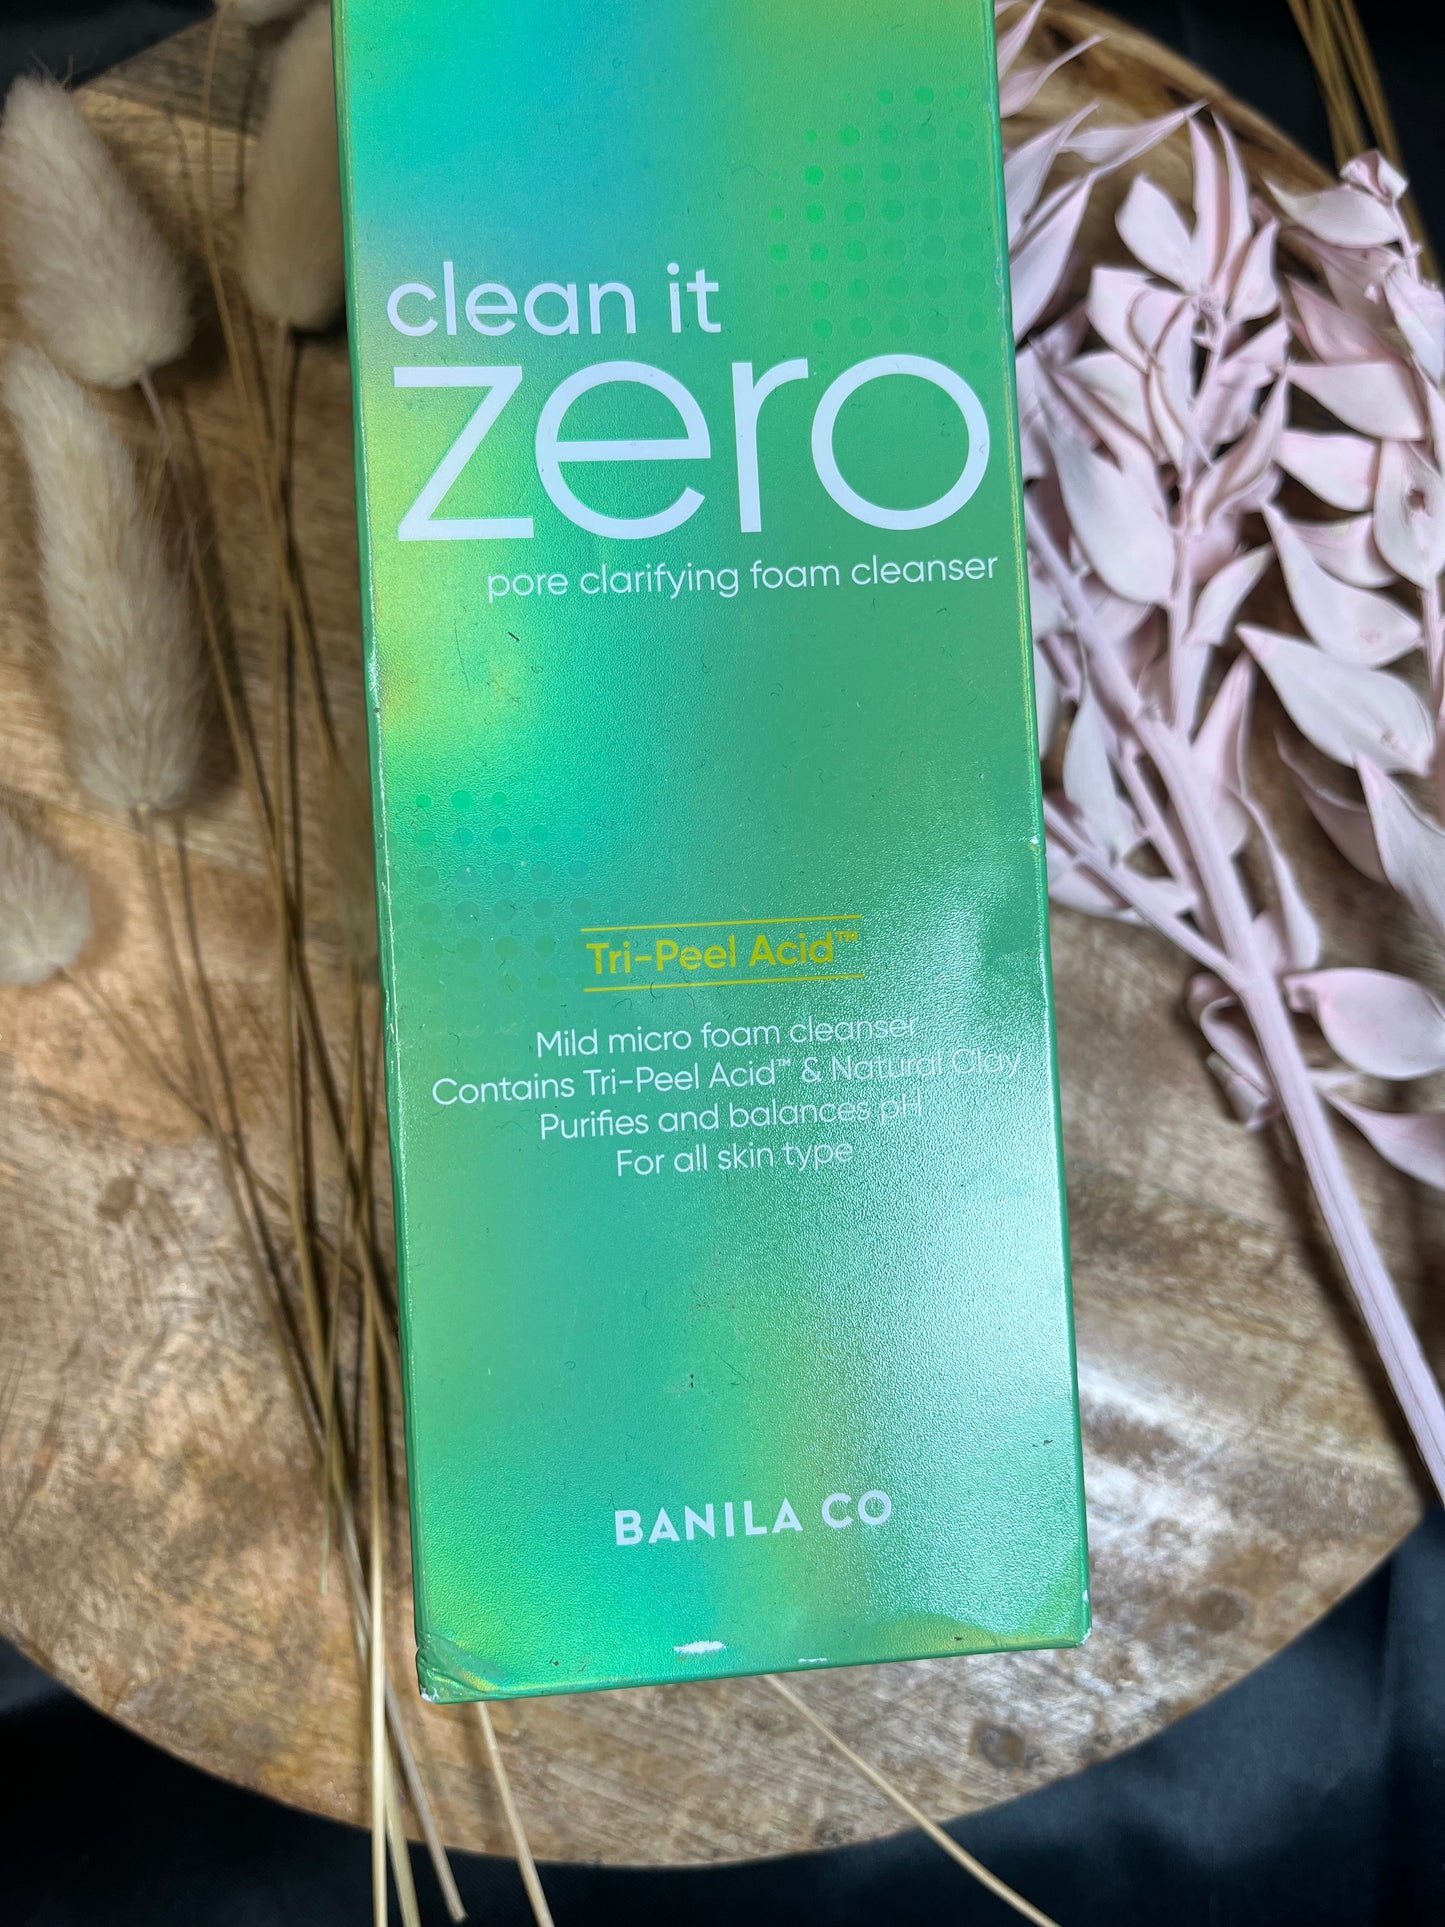 clean it
zero
pore clarifying foam cleanser
Tri-Peel Acid™
Mild micro foam cleanser
Contains Tri-Peel Acid™ & Natural Clay
Purifies and balances pH
For all skin type
BANILA CO